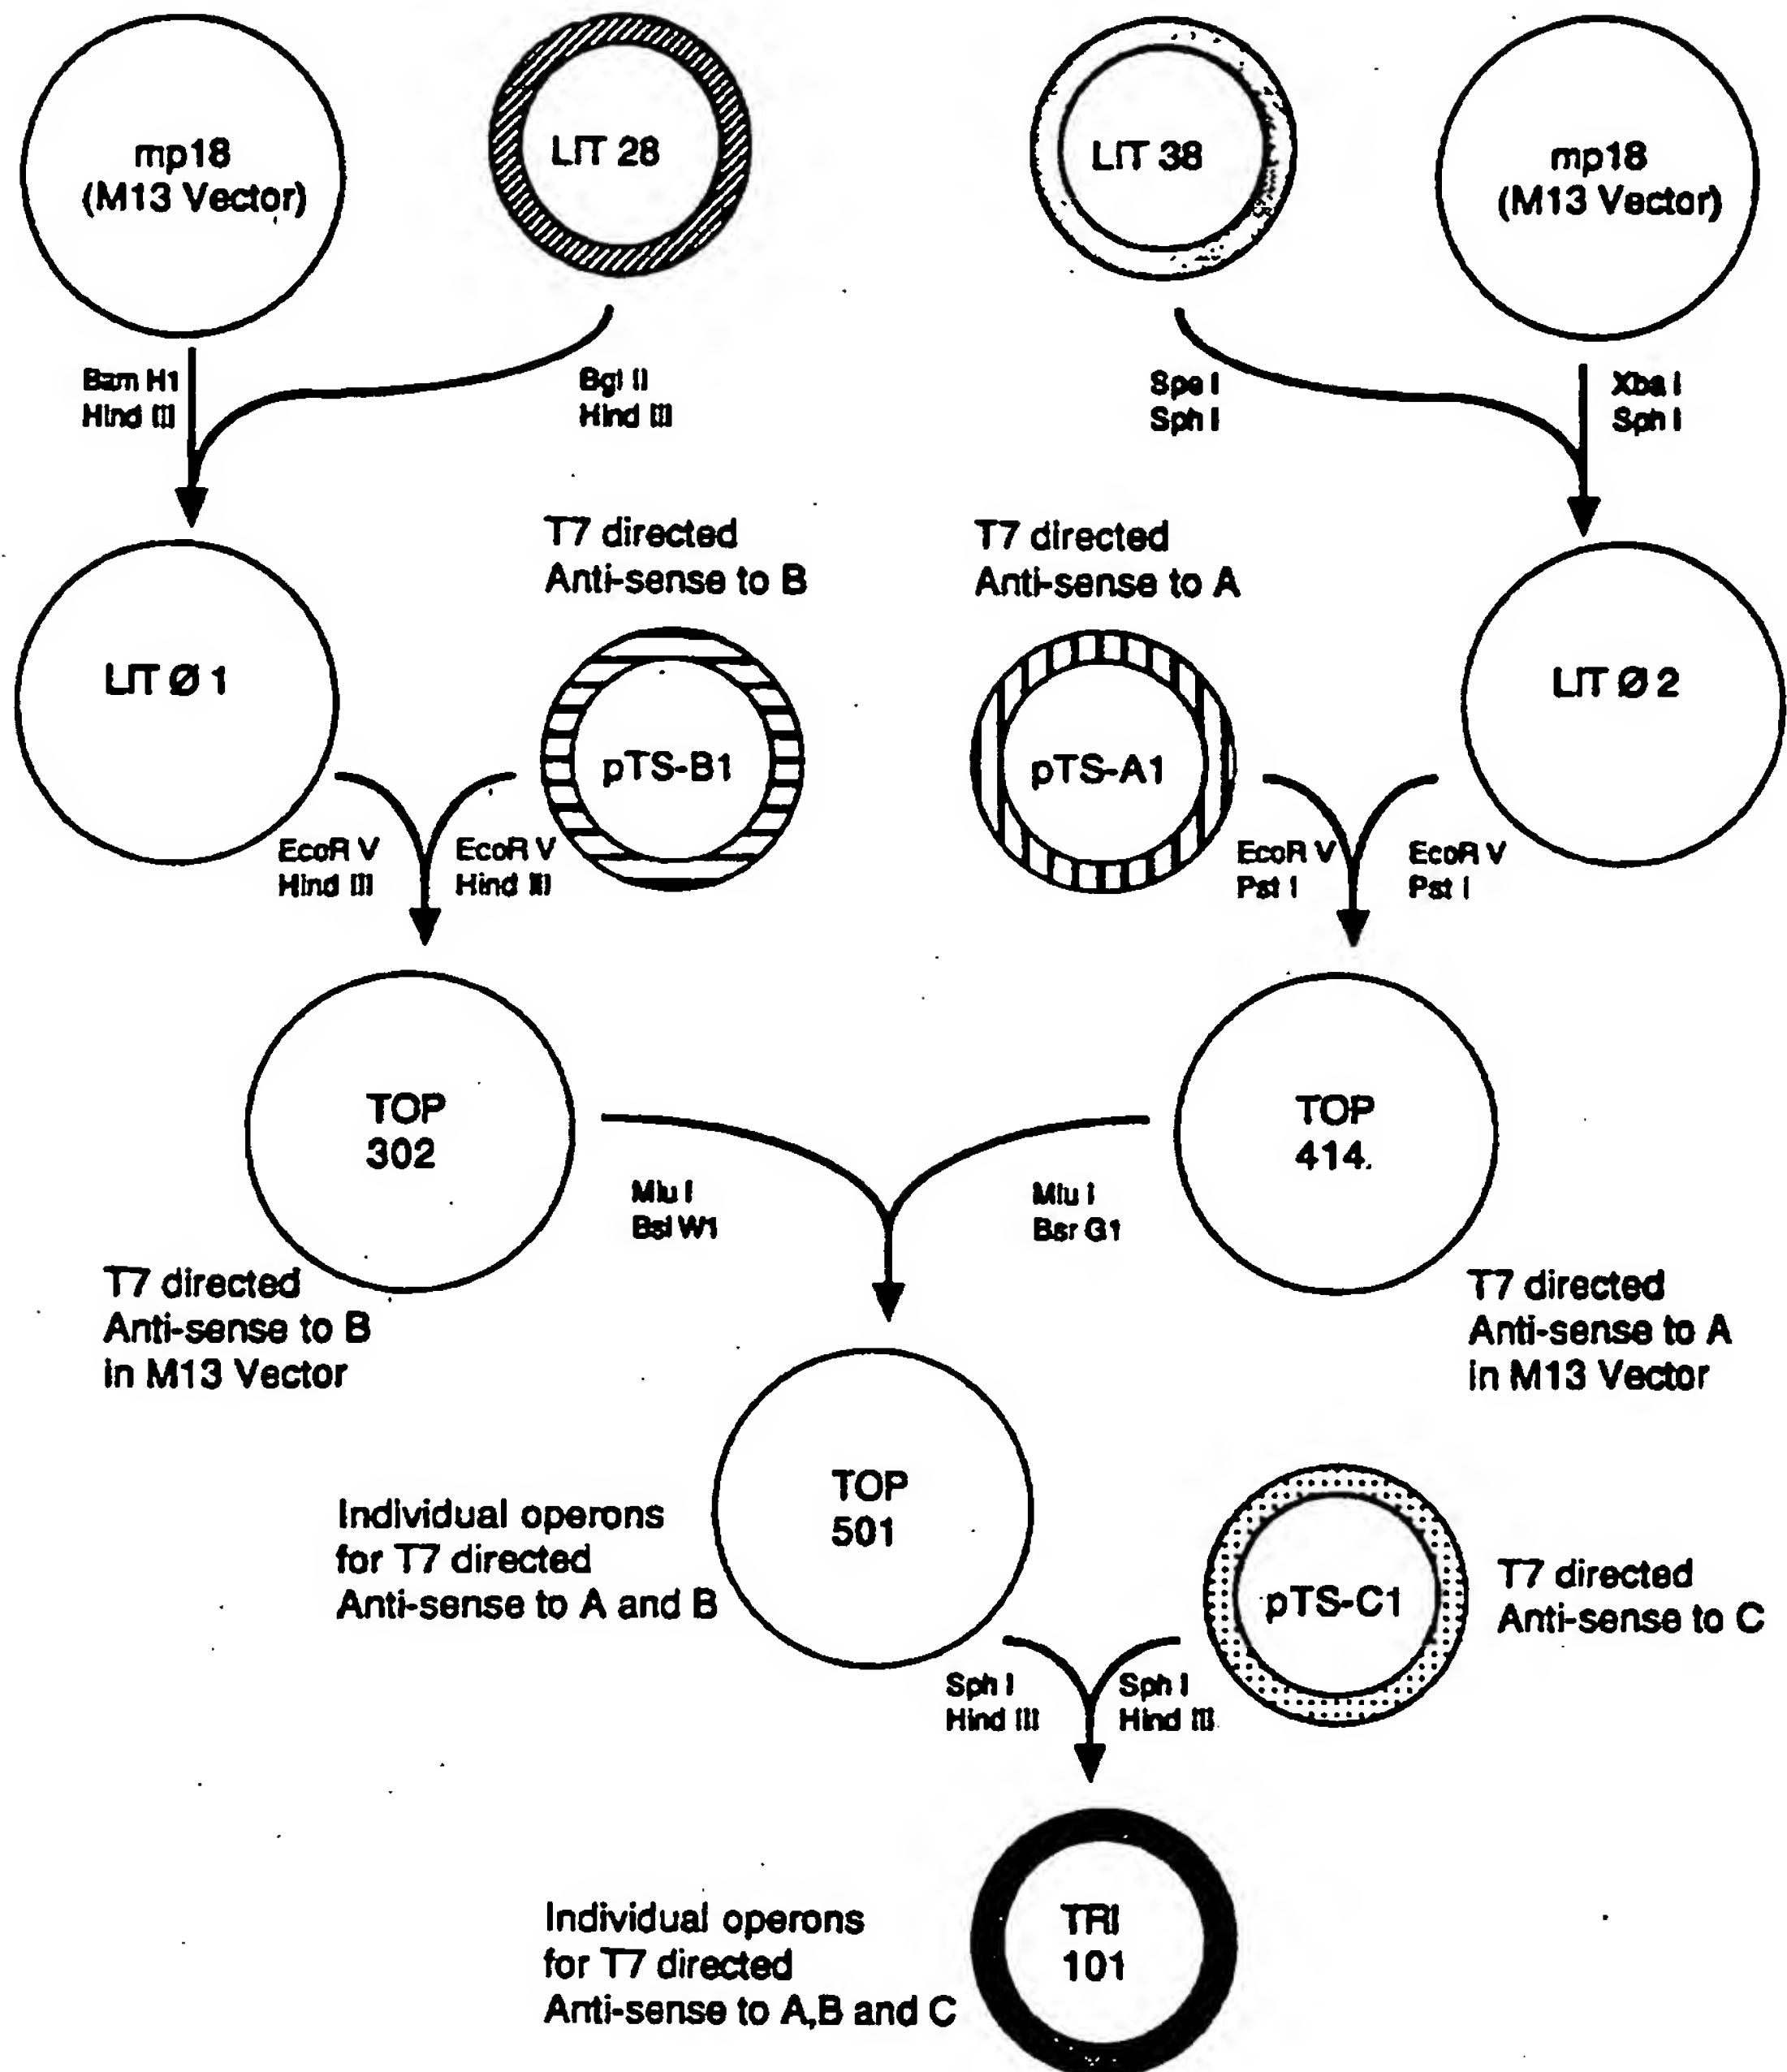 mp18
(M13 Vector)
LIT 28
LIT 38
mp18
(M13 Vector)
Bam H1
Hind III
Bgl II
Hind III
Spe I
Sph I
Xba I
Sph I
T7 directed
Anti-sense to B
T7 directed
Anti-sense to A
LIT Ø 1
pTS-B1
pTS-A1
LIT Ø 2
EcoR V
Hind III
EcoR V
Hind III
EcoR V
Pst I
EcoR V
Pst I
TOP
302
TOP
414.
Mlu I
Bsi W1
Mlu I
Bsr G1
T7 directed
Anti-sense to B
in M13 Vector
T7 directed
Anti-sense to A
in M13 Vector
TOP
501
Individual operons
for T7 directed
Anti-sense to A and B
pTS-C1
T7 directed
Anti-sense to C
Sph I
Hind III
Sph I
Hind III
TRI
101
Individual operons
for T7 directed
Anti-sense to A,B and C